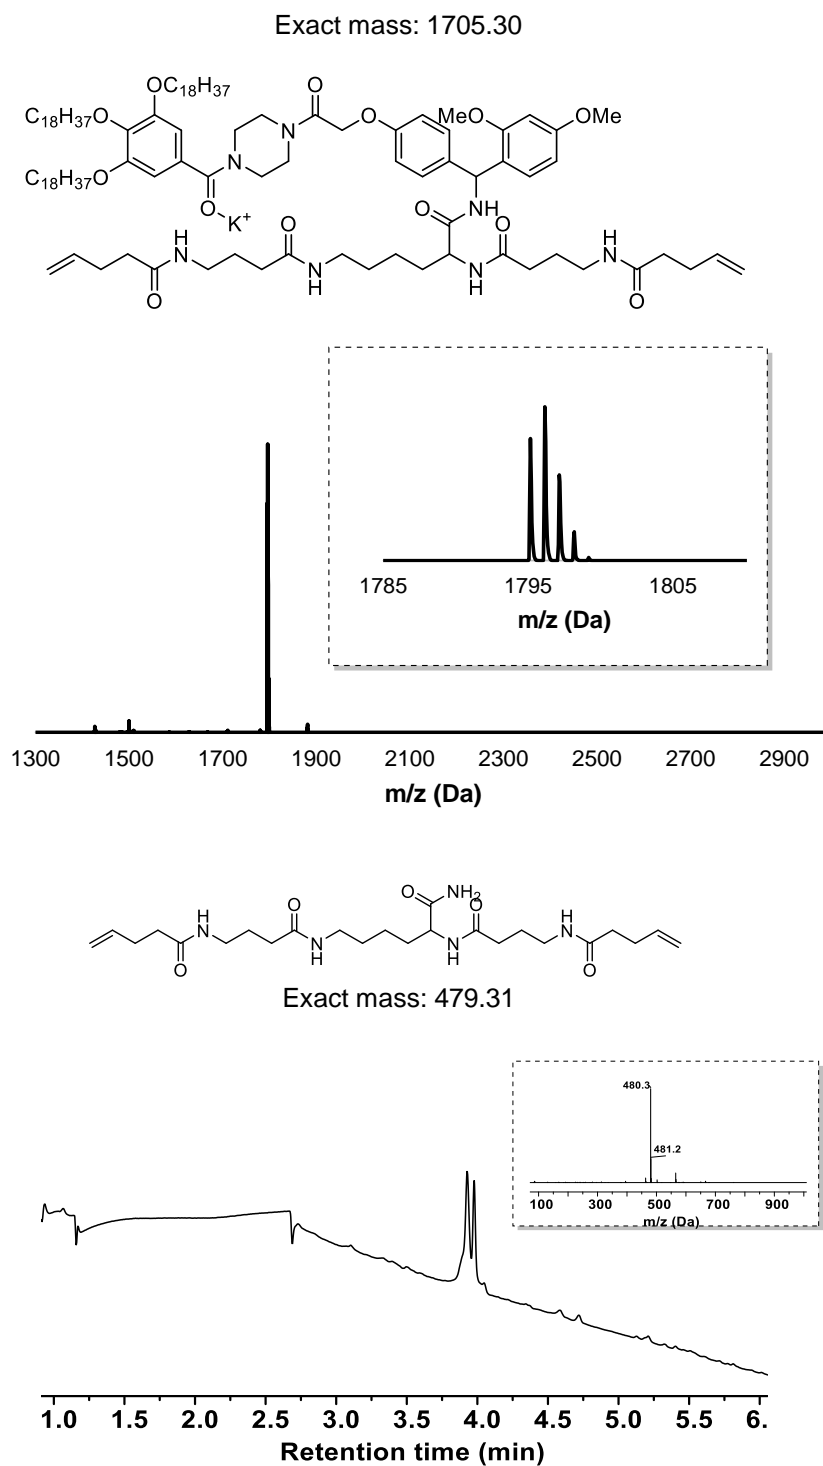 Exact mass: 1705.30
OC18H37
C18H37O
C18H37O
N
N
O
O
MeO
OMe
O
K+
O
NH
H
N
O
N
H
O
N
H
O
H
N
O
O
1785 1795 1805
m/z (Da)
1300 1500 1700 1900 2100 2300 2500 2700 2900
m/z (Da)
O
NH2
H
N
O
N
H
O
N
H
O
H
N
O
Exact mass: 479.31
480.3
481.2
100 300 500 700 900
m/z (Da)
1.0 1.5 2.0 2.5 3.0 3.5 4.0 4.5 5.0 5.5 6.
Retention time (min)